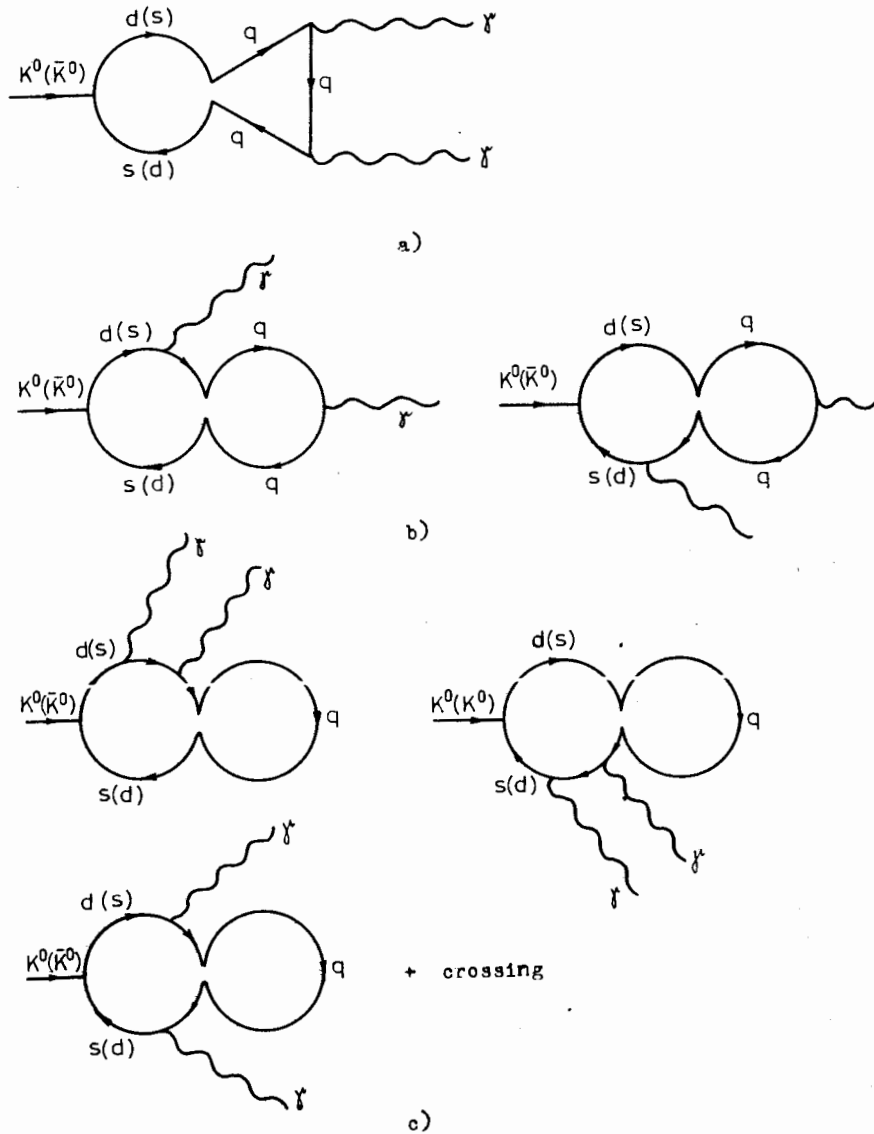 d(s)
q
γ
K⁰(K̄⁰)
q
q
s(d)
γ
a)
γ
d(s)
q
K⁰(K̄⁰)
γ
s(d)
q
d(s)
q
K⁰(K̄⁰)
s(d)
q
b)
γ
γ
d(s)
K⁰(K̄⁰)
q
s(d)
d(s)
K⁰(K⁰)
q
s(d)
γ
γ
γ
d(s)
K⁰(K̄⁰)
q
+ crossing
s(d)
γ
c)